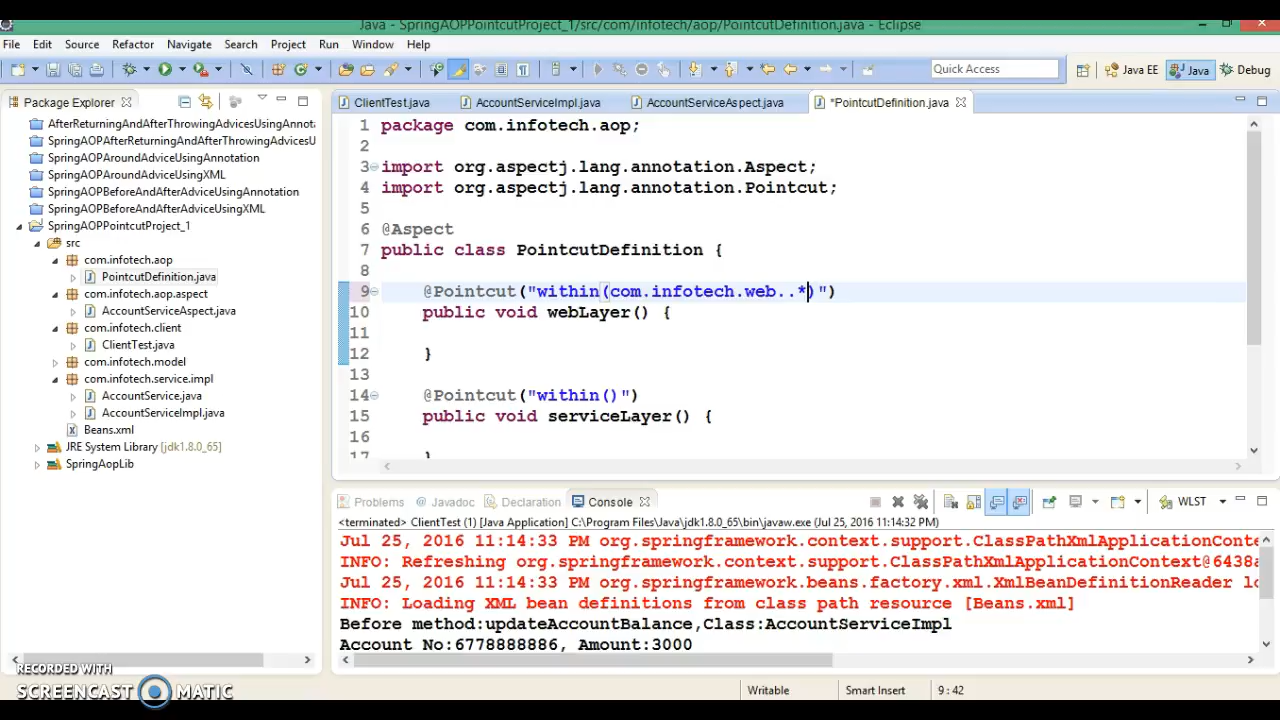 Java - SpringAOPPointcutProject_1/src/com/infotech/aop/PointcutDefinition.java - Eclipse
File Edit Source Refactor Navigate Search Project Run Window Help
Quick Access Java EE Java Debug
Package Explorer
ClientTest.java AccountServiceImpl.java AccountServiceAspect.java *PointcutDefinition.java
AfterReturningAndAfterThrowingAdvicesUsingAnnot
SpringAOPAfterReturningAndAfterThrowingAdvicesU
SpringAOPAroundAdviceUsingAnnotation
SpringAOPAroundAdviceUsingXML
SpringAOPBeforeAndAfterAdviceUsingAnnotation
SpringAOPBeforeAndAfterAdviceUsingXML
SpringAOPPointcutProject_1
src
com.infotech.aop
PointcutDefinition.java
com.infotech.aop.aspect
AccountServiceAspect.java
com.infotech.client
ClientTest.java
com.infotech.model
com.infotech.service.impl
AccountService.java
AccountServiceImpl.java
Beans.xml
JRE System Library [jdk1.8.0_65]
SpringAopLib
1 package com.infotech.aop;
2
3 import org.aspectj.lang.annotation.Aspect;
4 import org.aspectj.lang.annotation.Pointcut;
5
6 @Aspect
7 public class PointcutDefinition {
8
9 @Pointcut("within(com.infotech.web..*)")
10 public void webLayer() {
11
12 }
13
14 @Pointcut("within()")
15 public void serviceLayer() {
16
17 }
Problems Javadoc Declaration Console WLST
<terminated> ClientTest (1) [Java Application] C:\Program Files\Java\jdk1.8.0_65\bin\javaw.exe (Jul 25, 2016 11:14:32 PM)
Jul 25, 2016 11:14:33 PM org.springframework.context.support.ClassPathXmlApplicationConte
INFO: Refreshing org.springframework.context.support.ClassPathXmlApplicationContext@6438a
Jul 25, 2016 11:14:33 PM org.springframework.beans.factory.xml.XmlBeanDefinitionReader lo
INFO: Loading XML bean definitions from class path resource [Beans.xml]
Before method:updateAccountBalance,Class:AccountServiceImpl
Account No:6778888886, Amount:3000
RECORDED WITH
SCREENCAST MATIC
Writable Smart Insert 9 : 42